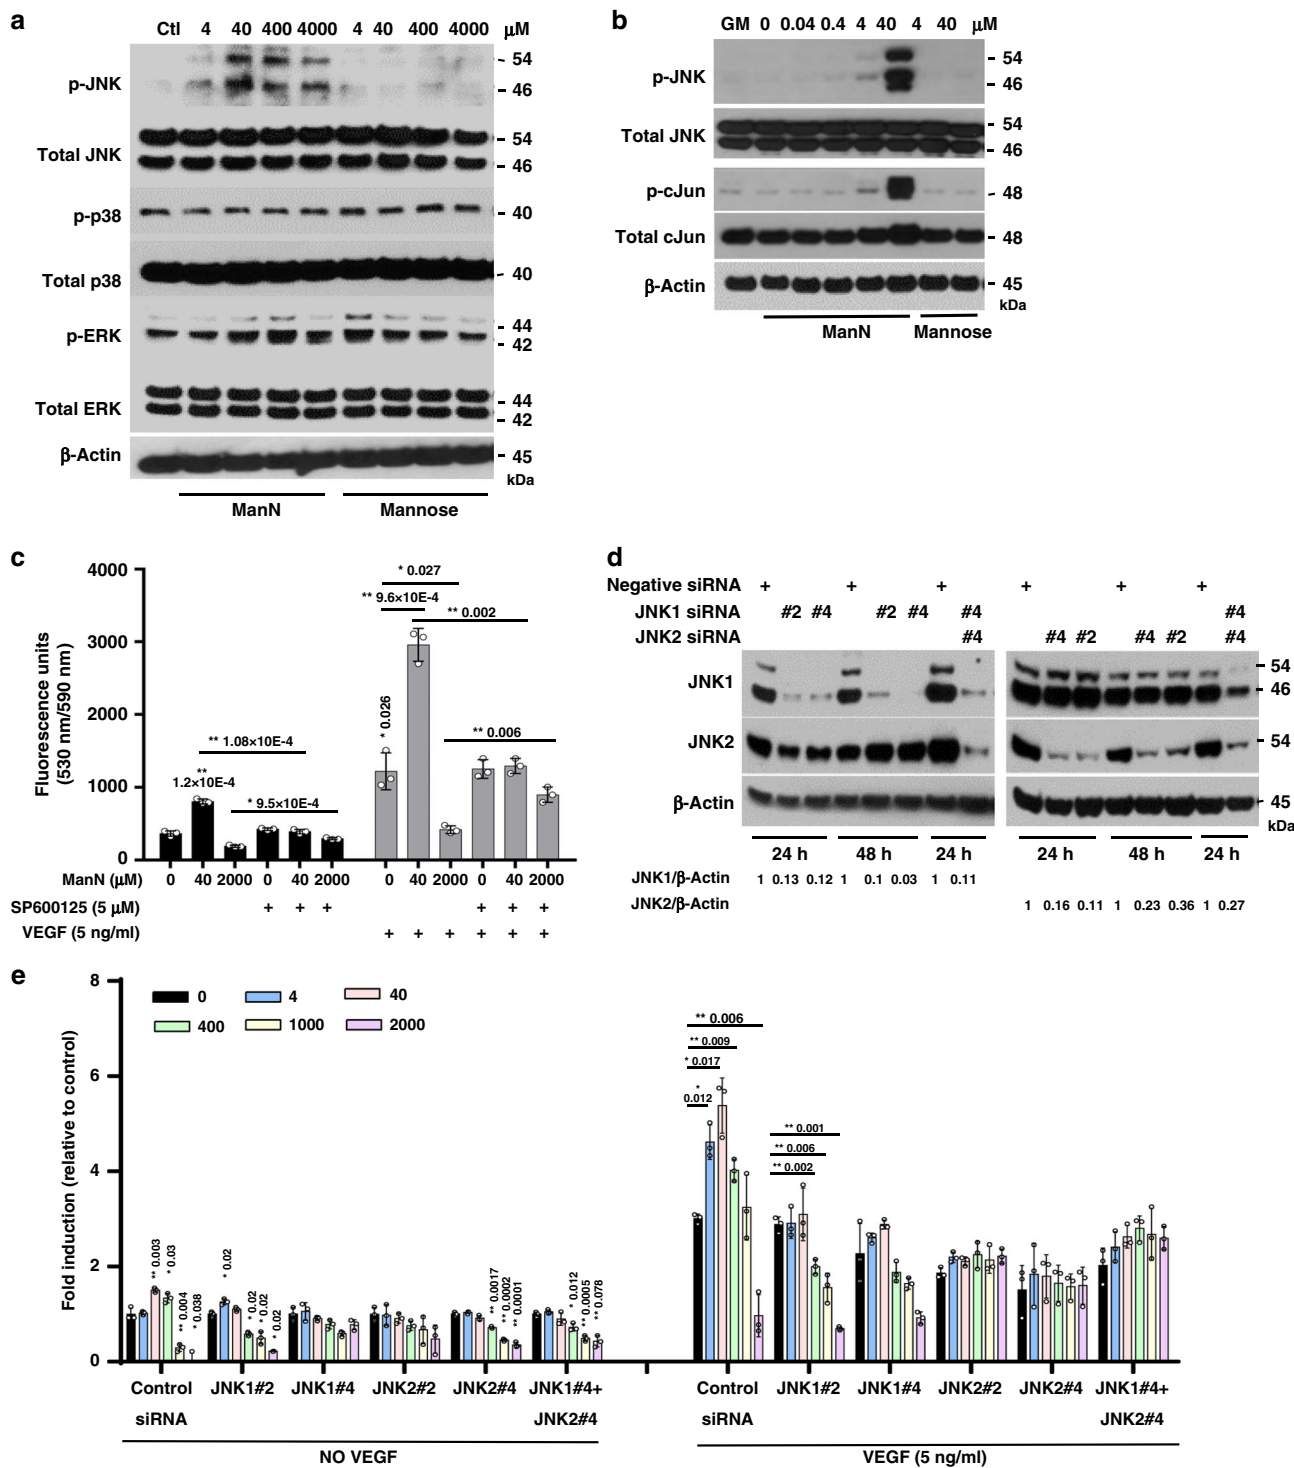 a
Ctl 4 40 400 4000 4 40 400 4000 μM
p-JNK
54
46
Total JNK
54
46
p-p38
40
Total p38
40
p-ERK
44
42
Total ERK
44
42
β-Actin
45
kDa
ManN Mannose
b
GM 0 0.04 0.4 4 40 4 40 μM
p-JNK
54
46
Total JNK
54
46
p-cJun
48
Total cJun
48
β-Actin
45
kDa
ManN Mannose
c
Fluorescence units
(530 nm/590 nm)
4000
3000
2000
1000
0
** 1.08×10E-4
**
1.2×10E-4
* 9.5×10E-4
* 0.027
** 9.6×10E-4
** 0.002
* 0.026
** 0.006
ManN (μM) 0 40 2000 0 40 2000 0 40 2000 0 40 2000
SP600125 (5 μM) + + + + + +
VEGF (5 ng/ml) + + + + + +
d
Negative siRNA + + + + + +
JNK1 siRNA #2 #4 #2 #4 #4 #4
JNK2 siRNA #4 #4 #2 #4 #2 #4
JNK1
54
46
JNK2
54
β-Actin
45
kDa
24 h 48 h 24 h 24 h 48 h 24 h
JNK1/β-Actin 1 0.13 0.12 1 0.1 0.03 1 0.11
JNK2/β-Actin 1 0.16 0.11 1 0.23 0.36 1 0.27
e
Fold induction (relative to control)
8
6
4
2
0
0 4 40
400 1000 2000
** 0.003
* 0.03
** 0.004
* 0.038
* 0.02
* 0.02
* 0.02
* 0.02
** 0.0017
** 0.0002
** 0.0001
* 0.012
** 0.0005
** 0.078
** 0.006
** 0.009
* 0.017
*
0.012
** 0.001
** 0.006
** 0.002
Control JNK1#2 JNK1#4 JNK2#2 JNK2#4 JNK1#4+ Control JNK1#2 JNK1#4 JNK2#2 JNK2#4 JNK1#4+
siRNA JNK2#4 siRNA JNK2#4
NO VEGF VEGF (5 ng/ml)